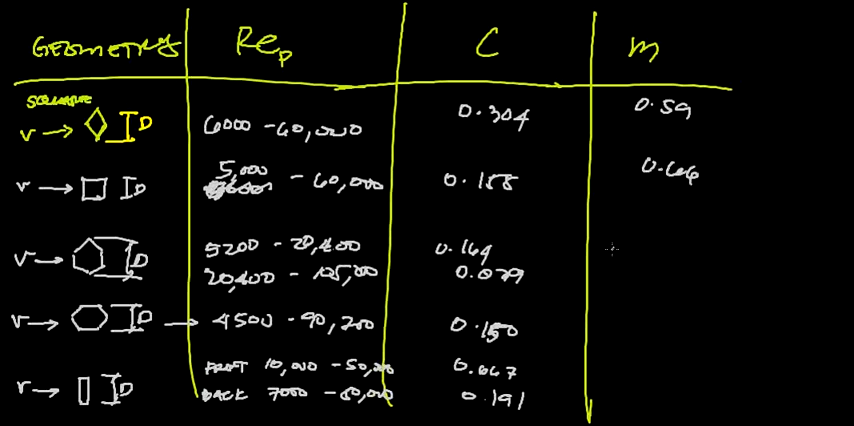 GEOMETRY Re_P C m
SQUARE
V → D 6000 - 60,000 0.304 0.59
V → D 5,000 - 60,000 0.158 0.66
V → D 5200 - 20,400 0.164
20,400 - 105,000 0.039
V → D → 4500 - 90,700 0.150
V → D FRONT 10,000 - 50,000 0.667
BACK 7000 - 80,000 0.191